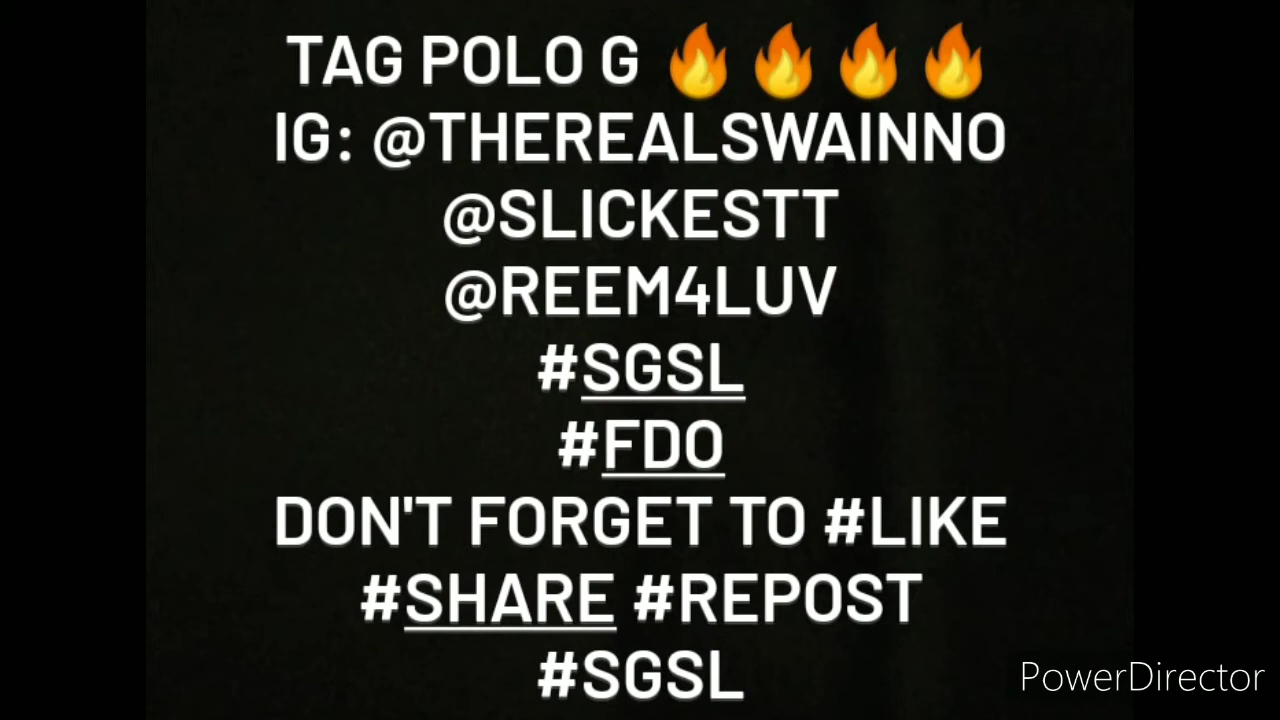 TAG POLO G 🔥🔥🔥🔥
IG: @THEREALSWAINNO
@SLICKESTT
@REEM4LUV
#SGSL
#FDO
DON'T FORGET TO #LIKE
#SHARE #REPOST
#SGSL
PowerDirector